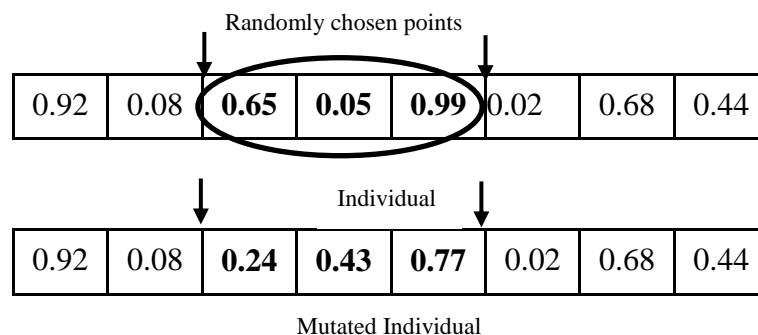 Randomly chosen points
0.92 0.08 0.65 0.05 0.99 0.02 0.68 0.44
Individual
0.92 0.08 0.24 0.43 0.77 0.02 0.68 0.44
Mutated Individual